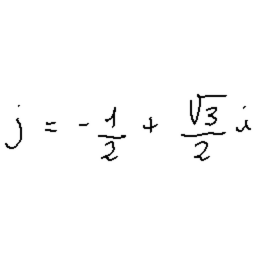 j = -1/2 + √3/2 i